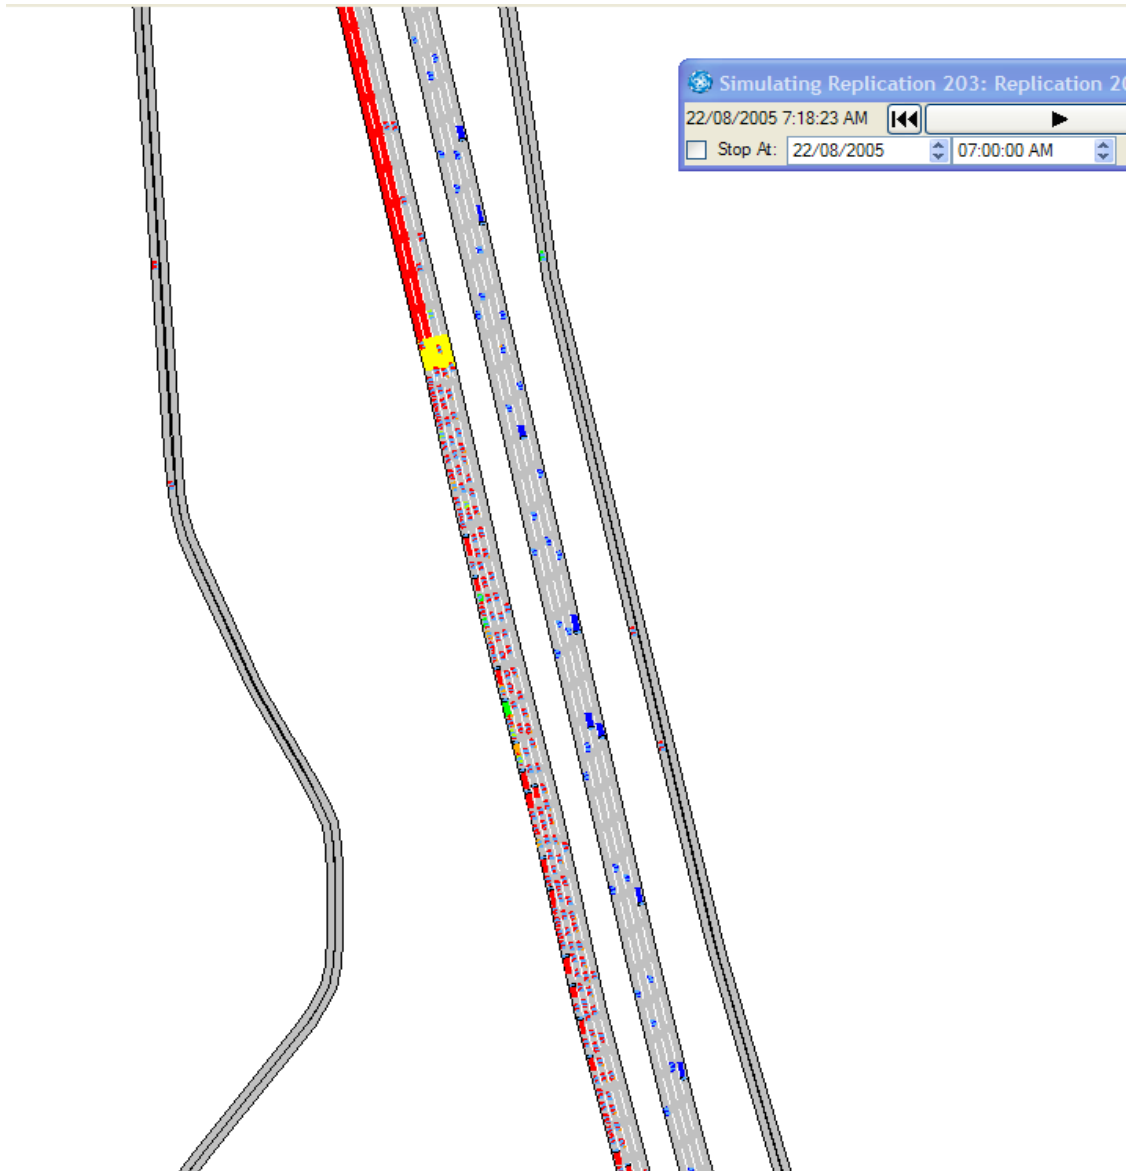 Simulating Replication 203: Replication 20
22/08/2005 7:18:23 AM
Stop At: 22/08/2005 07:00:00 AM